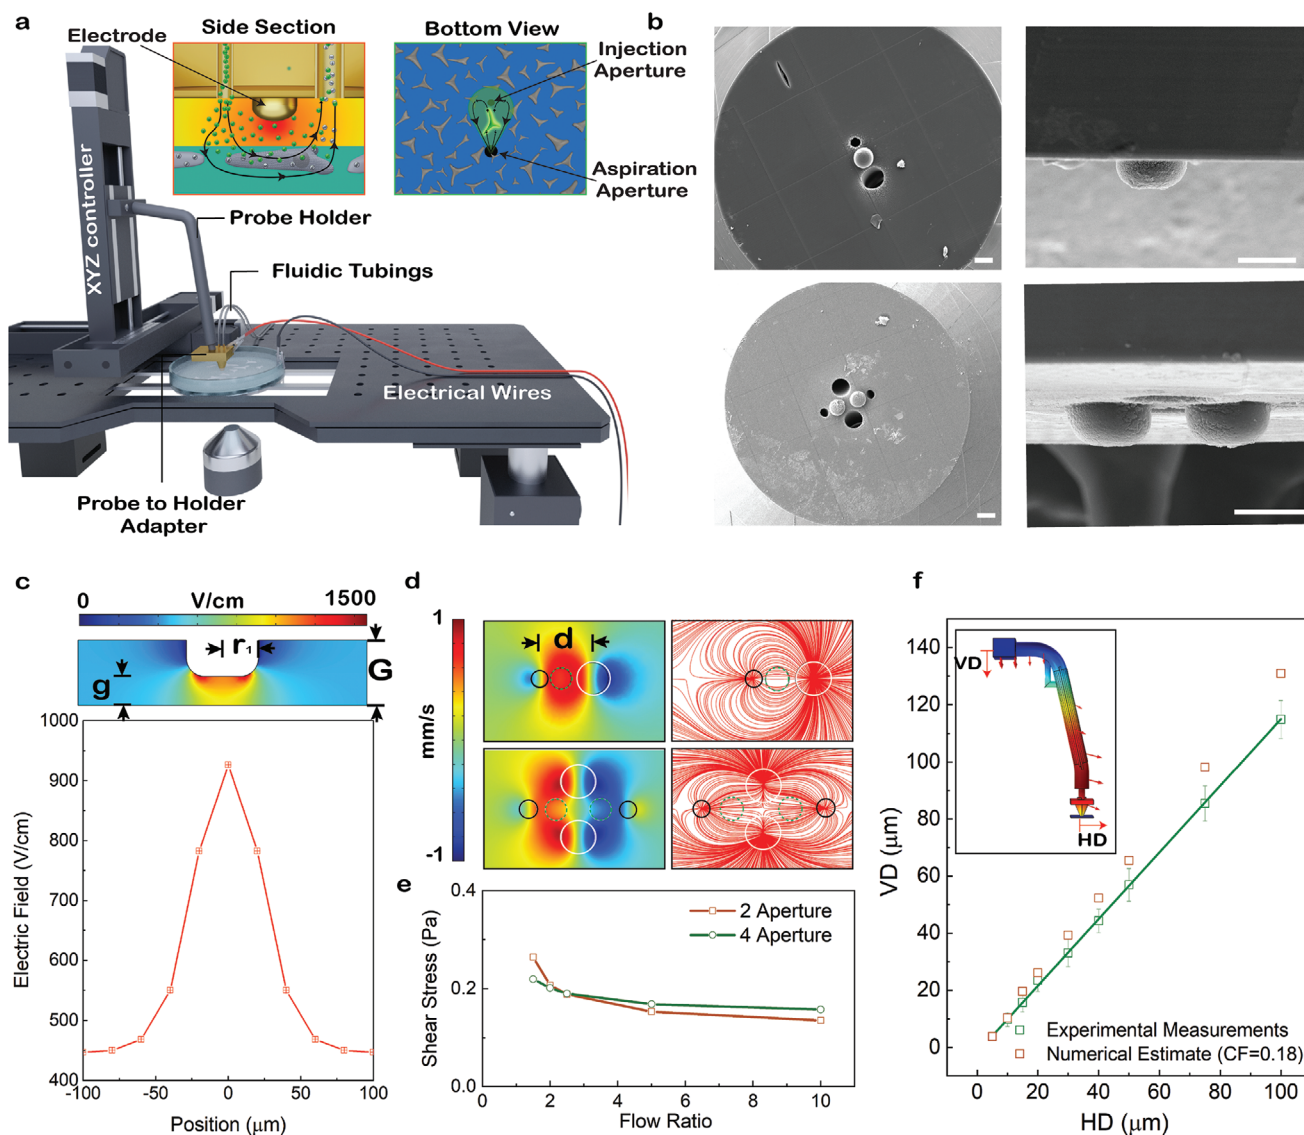 a
Side Section
Bottom View
Electrode
Injection
Aperture
Aspiration
Aperture
XYZ controller
Probe Holder
Fluidic Tubings
Electrical Wires
Probe to Holder
Adapter
b
c
0 V/cm 1500
r1
g
G
1000
900
800
700
600
500
400
Electric Field (V/cm)
-100 -50 0 50 100
Position (μm)
d
1
mm/s
-1
d
e
0.4
0.2
0.0
Shear Stress (Pa)
2 Aperture
4 Aperture
0 2 4 6 8 10
Flow Ratio
f
140
120
100
80
60
40
20
0
VD (μm)
VD
HD
Experimental Measurements
Numerical Estimate (CF=0.18)
0 20 40 60 80 100
HD (μm)